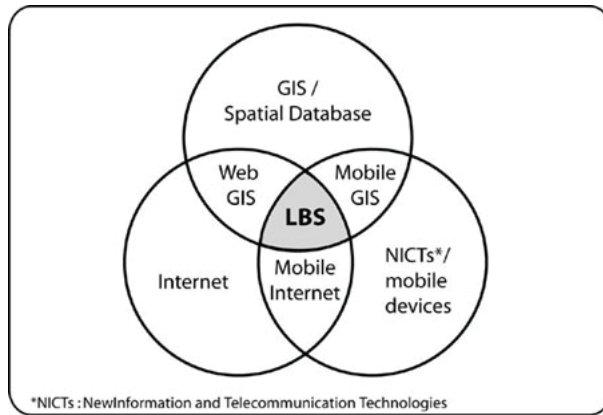 GIS /
Spatial Database
Web
GIS
Mobile
GIS
LBS
Internet
Mobile
Internet
NICTs*/
mobile
devices
*NICTs : NewInformation and Telecommunication Technologies